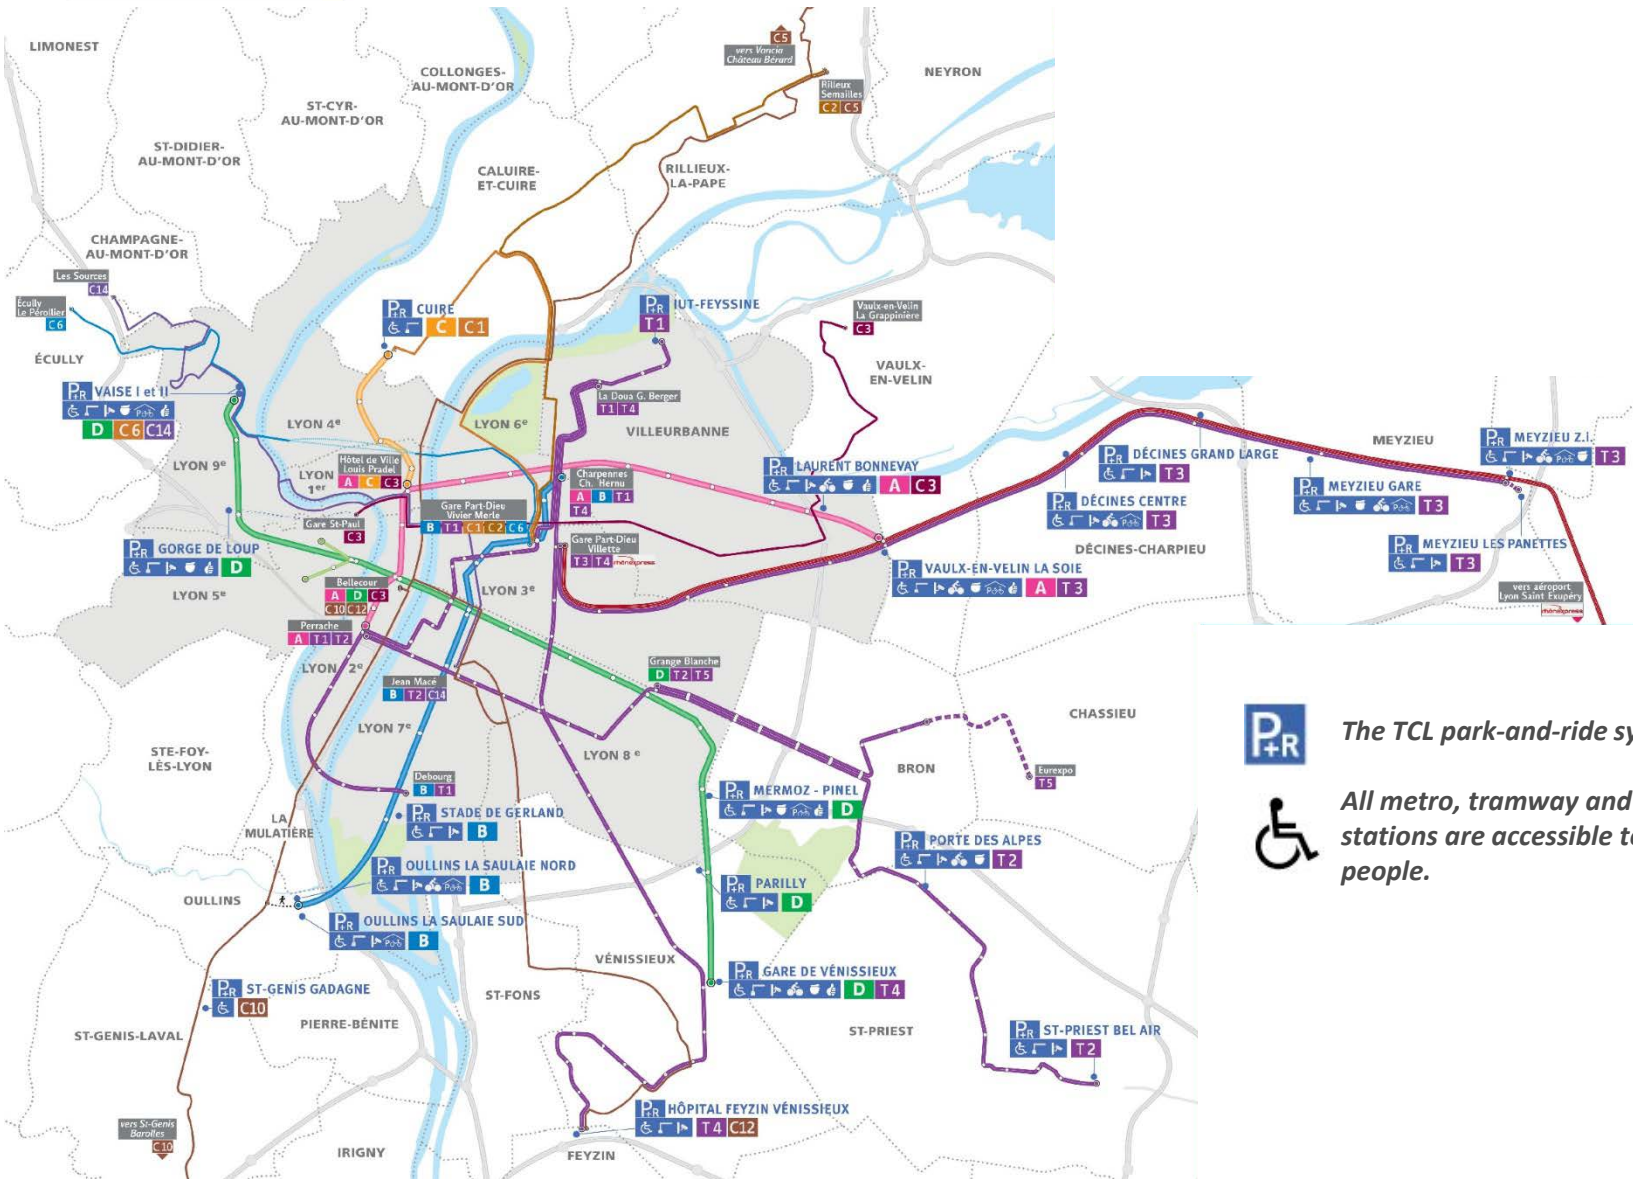 LIMONEST
COLLONGES-
AU-MONT-D'OR
C5
vers Vancia
Château Bérard
NEYRON
Rilleux
Semailles
C2 C5
ST-CYR-
AU-MONT-D'OR
ST-DIDIER-
AU-MONT-D'OR
CALUIRE-
ET-CUIRE
RILLIEUX-
LA-PAPE
CHAMPAGNE-
AU-MONT-D'OR
Les Sources
C14
Écully
Le Pérollier
C6
P+R CUIRE
C C1
P+R IUT-FEYSSINE
T1
Vaulx-en-Velin
La Grappinière
C3
ÉCULLY
VAULX-
EN-VELIN
P+R VAISE I et II
D C6 C14
La Doua G. Berger
T1 T4
LYON 4e
LYON 6e
VILLEURBANNE
MEYZIEU
P+R MEYZIEU Z.I.
T3
LYON 9e
LYON
1er
Hôtel de Ville
Louis Pradel
A C C3
Charpennes
Ch. Hernu
A B T1
T4
P+R LAURENT BONNEVAY
A C3
P+R DÉCINES GRAND LARGE
T3
P+R MEYZIEU GARE
T3
P+R DÉCINES CENTRE
T3
Gare Part-Dieu
Vivier Merle
B T1 C1 C2 C6
Gare St-Paul
C3
Gare Part-Dieu
Villette
T3 T4 rhônexpress
P+R GORGE DE LOUP
D
DÉCINES-CHARPIEU
P+R MEYZIEU LES PANETTES
T3
P+R VAULX-EN-VELIN LA SOIE
A T3
vers aéroport
Lyon Saint Exupéry
rhônexpress
LYON 5e
Bellecour
A D C3
C10 C12
LYON 3e
Perrache
A T1 T2
LYON 2e
Grange Blanche
D T2 T5
Jean Macé
B T2 C14
LYON 7e
CHASSIEU
P+R
The TCL park-and-ride sy
STE-FOY-
LÈS-LYON
LYON 8e
BRON
Eurexpo
T5
Debourg
B T1
P+R MERMOZ - PINEL
D
All metro, tramway and
stations are accessible to
people.
LA
MULATIÈRE
P+R STADE DE GERLAND
B
P+R PORTE DES ALPES
T2
P+R OULLINS LA SAULAIE NORD
B
P+R PARILLY
D
OULLINS
P+R OULLINS LA SAULAIE SUD
B
VÉNISSIEUX
P+R GARE DE VÉNISSIEUX
D T4
P+R ST-GENIS GADAGNE
C10
ST-FONS
PIERRE-BÉNITE
ST-GENIS-LAVAL
ST-PRIEST
P+R ST-PRIEST BEL AIR
T2
P+R HÔPITAL FEYZIN VÉNISSIEUX
T4 C12
vers St-Genis
Barolles
C10
IRIGNY
FEYZIN